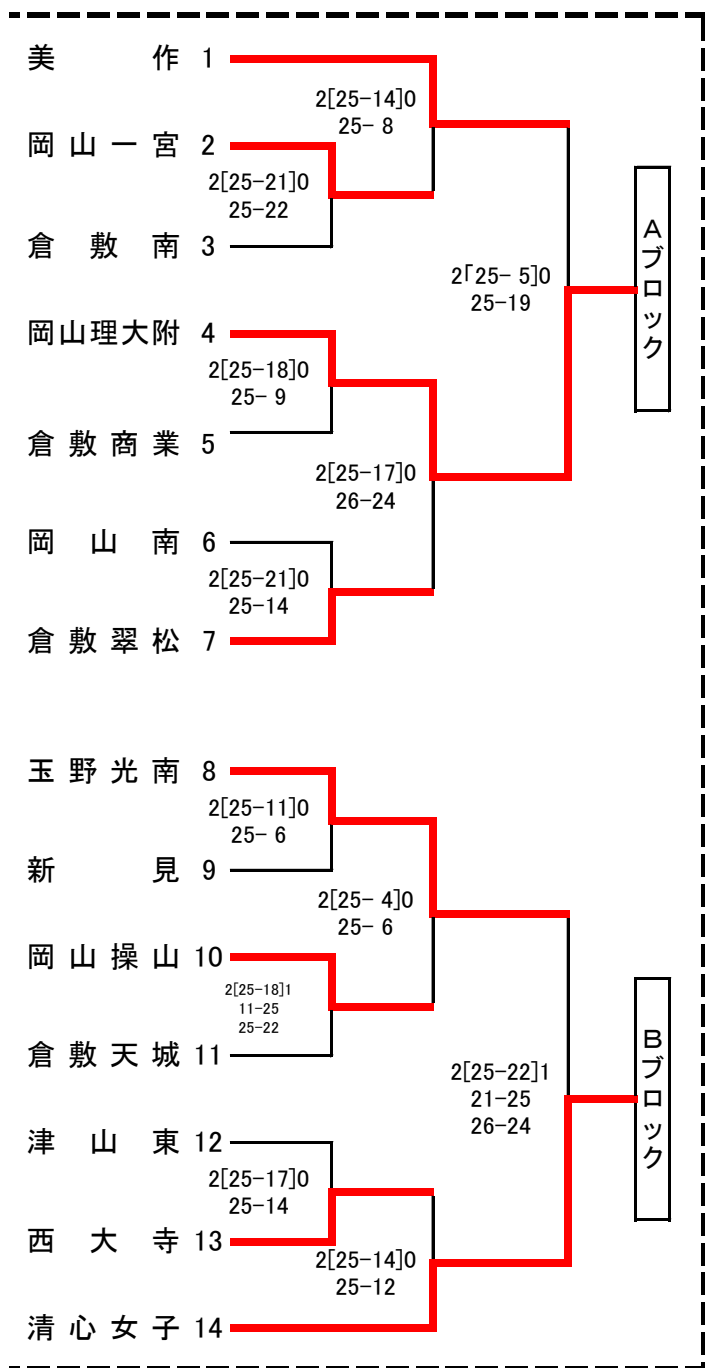 美作 1
2[25-14]0
25- 8
岡山一宮 2
2[25-21]0
25-22
倉敷南 3
2「25- 5]0
25-19
Aブロック
岡山理大附 4
2[25-18]0
25- 9
倉敷商業 5
2[25-17]0
26-24
岡山南 6
2[25-21]0
25-14
倉敷翠松 7
玉野光南 8
2[25-11]0
25- 6
新見 9
2[25- 4]0
25- 6
岡山操山 10
2[25-18]1
11-25
25-22
倉敷天城 11
2[25-22]1
21-25
26-24
Bブロック
津山東 12
2[25-17]0
25-14
西大寺 13
2[25-14]0
25-12
清心女子 14